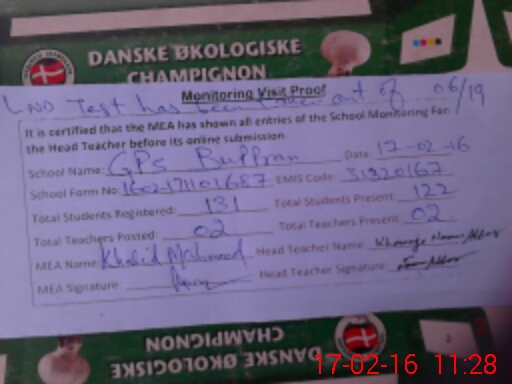 DANSKE ØKOLOGISKE
CHAMPIGNON
Monitoring Visit Proof
LND Test has been taken out of 06/19
It is certified that the MEA has shown all entries of the School Monitoring For
the Head Teacher before its online submission.
School Name: GPS Date: 17-02-16
School Form No: 1602-171101687 EMIS Code: 31320167
Total Students Registered: 131 Total Students Present: 122
Total Teachers Posted: 02 Total Teachers Present: 02
MEA Name: Khalid Mahmood Head Teacher Name:
MEA Signature: Head Teacher Signature:
DANSKE ØKOLOGISKE
CHAMPIGNON
17-02-16 11:28